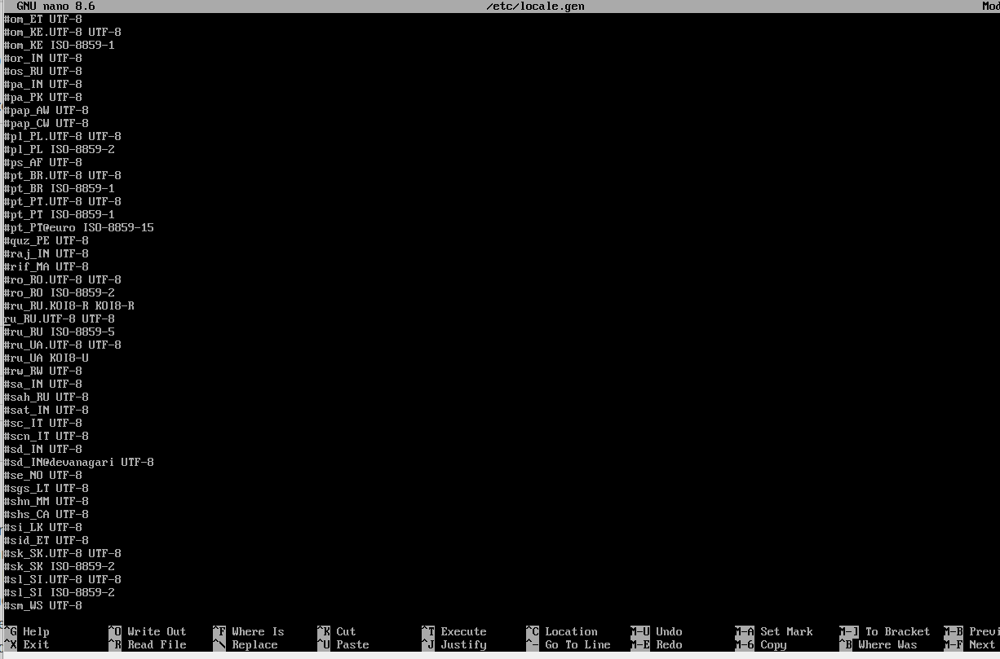 GNU nano 8.6 /etc/locale.gen Mod
#om_ET UTF-8
#om_KE.UTF-8 UTF-8
#om_KE ISO-8859-1
#or_IN UTF-8
#os_RU UTF-8
#pa_IN UTF-8
#pa_PK UTF-8
#pap_AW UTF-8
#pap_CW UTF-8
#pl_PL.UTF-8 UTF-8
#pl_PL ISO-8859-2
#ps_AF UTF-8
#pt_BR.UTF-8 UTF-8
#pt_BR ISO-8859-1
#pt_PT.UTF-8 UTF-8
#pt_PT ISO-8859-1
#pt_PT@euro ISO-8859-15
#quz_PE UTF-8
#raj_IN UTF-8
#rif_MA UTF-8
#ro_RO.UTF-8 UTF-8
#ro_RO ISO-8859-2
#ru_RU.KOI8-R KOI8-R
ru_RU.UTF-8 UTF-8
#ru_RU ISO-8859-5
#ru_UA.UTF-8 UTF-8
#ru_UA KOI8-U
#rw_RW UTF-8
#sa_IN UTF-8
#sah_RU UTF-8
#sat_IN UTF-8
#sc_IT UTF-8
#scn_IT UTF-8
#sd_IN UTF-8
#sd_IN@devanagari UTF-8
#se_NO UTF-8
#sgs_LT UTF-8
#shn_MM UTF-8
#shs_CA UTF-8
#si_LK UTF-8
#sid_ET UTF-8
#sk_SK.UTF-8 UTF-8
#sk_SK ISO-8859-2
#sl_SI.UTF-8 UTF-8
#sl_SI ISO-8859-2
#sm_WS UTF-8
^G Help ^O Write Out ^F Where Is ^K Cut ^T Execute ^C Location M-U Undo M-A Set Mark M-] To Bracket M-B Previ
^X Exit ^R Read File ^\ Replace ^U Paste ^J Justify ^- Go To Line M-E Redo M-6 Copy ^B Where Was M-F Next